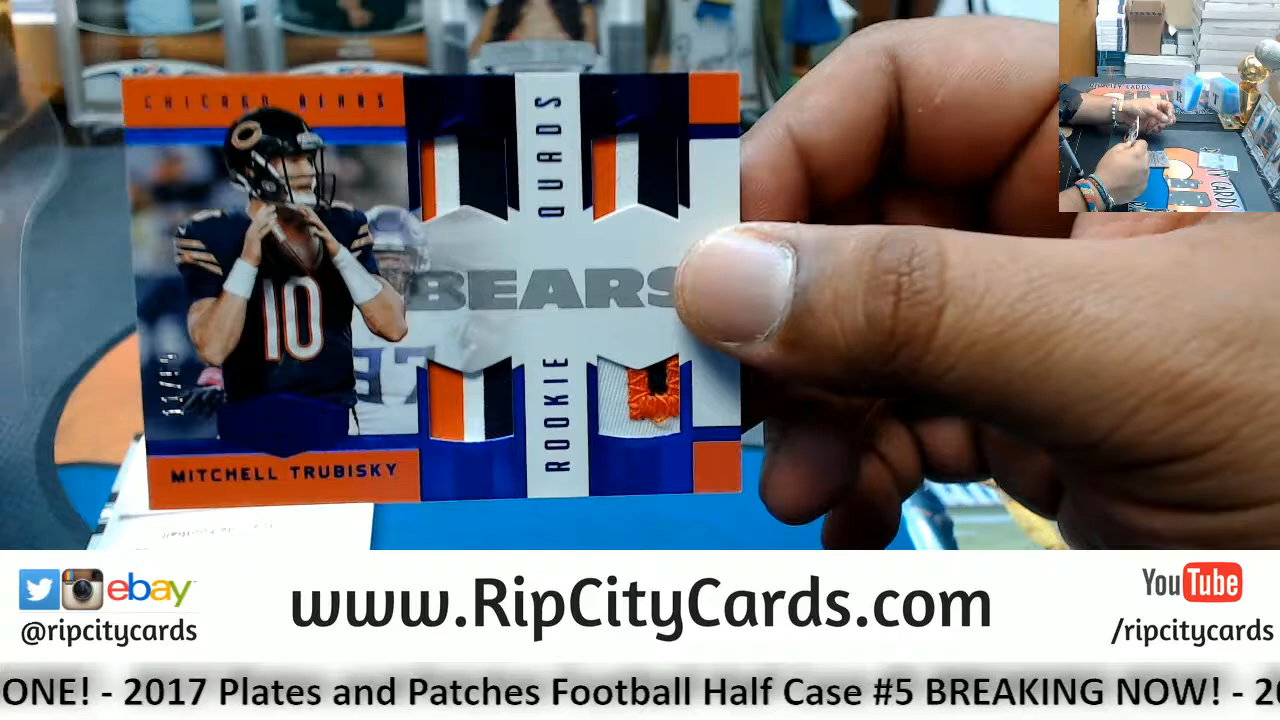 CHICAGO BEARS
QUADS
BEARS
10
97
ROOKIE
MITCHELL TRUBISKY
ebay
@ripcitycards
www.RipCityCards.com
YouTube
/ripcitycards
ONE! - 2017 Plates and Patches Football Half Case #5 BREAKING NOW! - 20